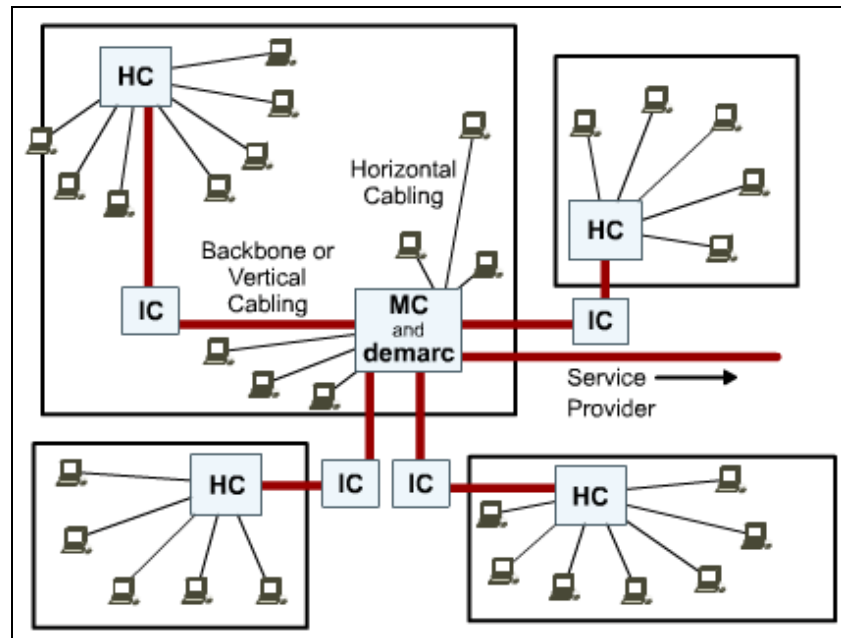 HC
Horizontal
Cabling
HC
Backbone or
Vertical
Cabling
IC
MC
and
demarc
IC
Service
Provider
HC
IC
IC
HC